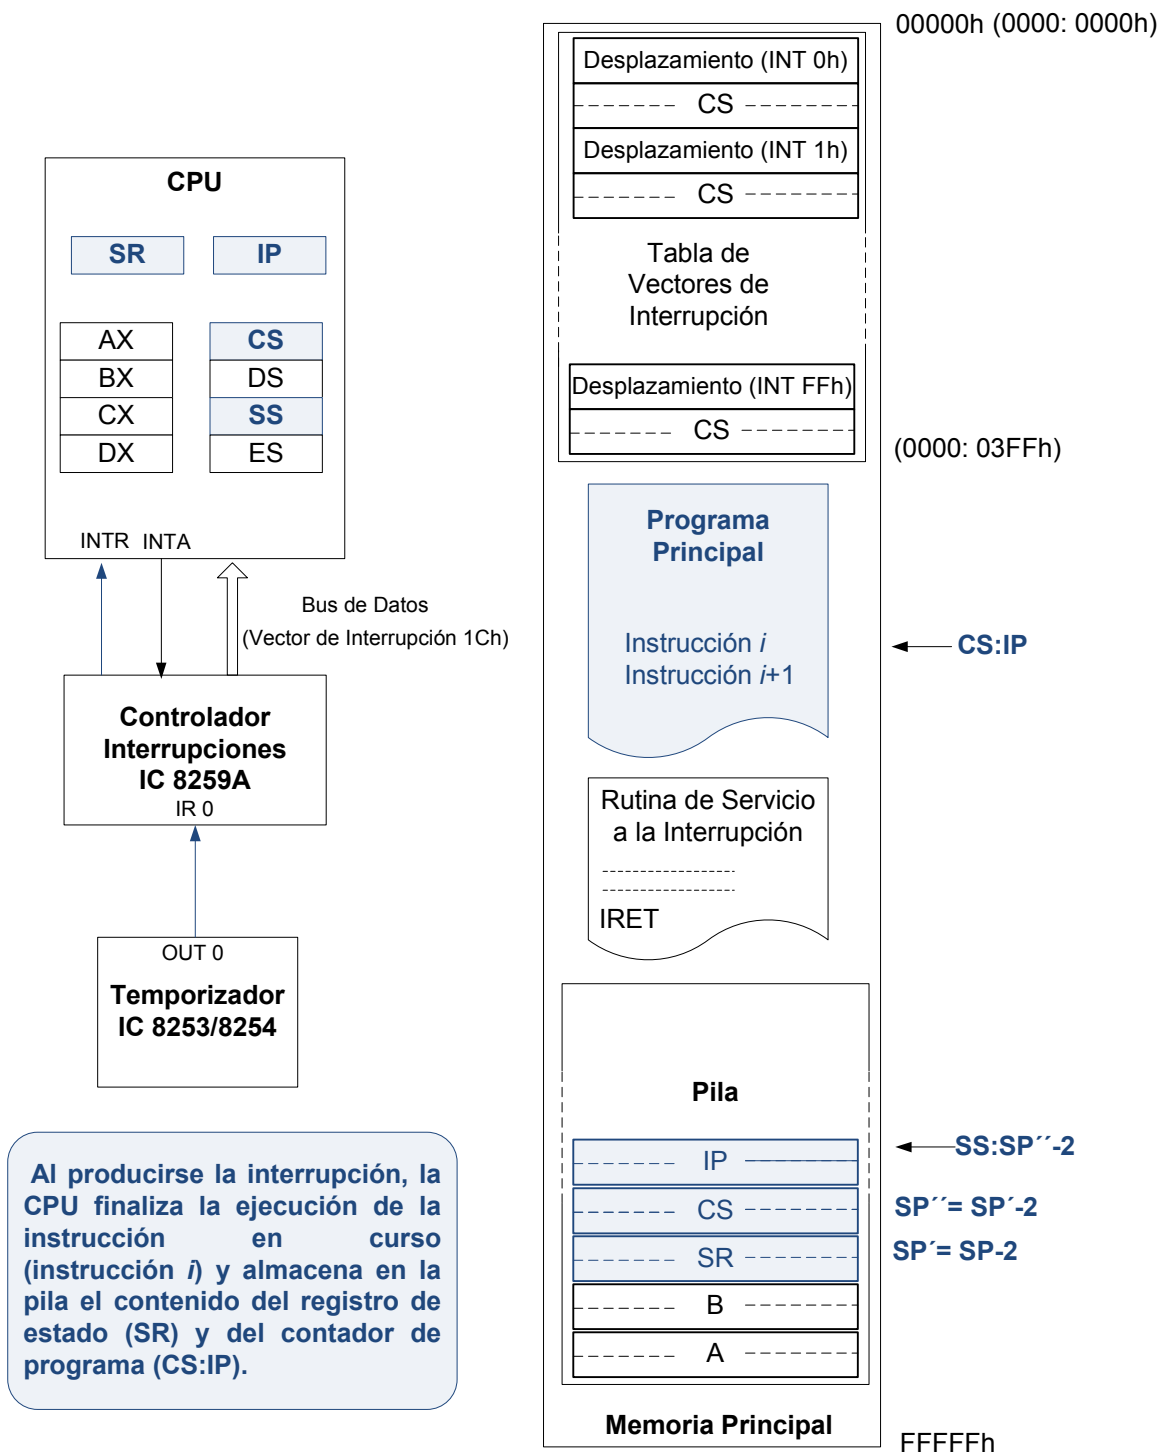 00000h (0000: 0000h)
Desplazamiento (INT 0h)
CS
Desplazamiento (INT 1h)
CS
Tabla de
Vectores de
Interrupción
Desplazamiento (INT FFh)
CS
(0000: 03FFh)
CPU
SR
IP
AX
BX
CX
DX
CS
DS
SS
ES
INTR
INTA
Bus de Datos
(Vector de Interrupción 1Ch)
Controlador
Interrupciones
IC 8259A
IR 0
OUT 0
Temporizador
IC 8253/8254
Programa
Principal
Instrucción i
Instrucción i+1
CS:IP
Rutina de Servicio
a la Interrupción
IRET
Pila
IP
SS:SP´´-2
CS
SP´´= SP´-2
SR
SP´= SP-2
B
A
Memoria Principal
FFFFFh
Al producirse la interrupción, la
CPU finaliza la ejecución de la
instrucción en curso
(instrucción i) y almacena en la
pila el contenido del registro de
estado (SR) y del contador de
programa (CS:IP).